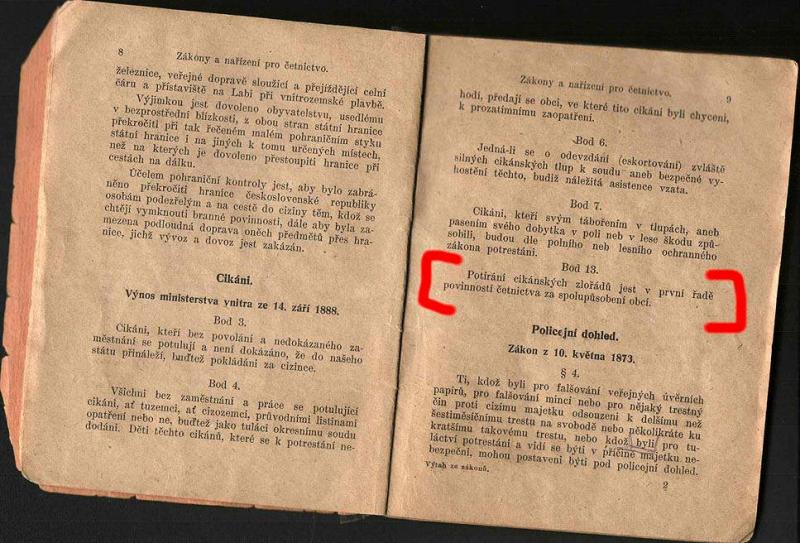 8
Zákony a nařízení pro četnictvo.
železnice, veřejné dopravě sloužící a přejíždějící celní
čáru a přístaviště na Labi při vnitrozemské plavbě.
Výjimkou jest dovoleno obyvatelstvu, usedlému
v bezprostřední blízkosti, z obou stran státní hranice
překročiti při tak řečeném malém pohraničním styku
státní hranice i na jiných k tomu určených místech,
než na kterých je dovoleno přestoupiti hranice při
cestách na dálku.
Účelem pohraniční kontroly jest, aby bylo zabrá-
něno překročiti hranice československé republiky
osobám podezřelým a na cestě do ciziny těm, kdož se
chtějí vymknouti branné povinnosti, dále aby byla za-
mezena podloudná doprava oněch předmětů přes hra-
nice, jichž vývoz a dovoz jest zakázán.
Cikáni.
Výnos ministerstva vnitra ze 14. září 1888.
Bod 3.
Cikáni, kteří bez povolání a nedokázaného za-
městnání se potulují a není dokázáno, že do našeho
státu přináleží, buďtež pokládáni za cizince.
Bod 4.
Všichni bez zaměstnání a práce se potulující
cikáni, ať tuzemci, ať cizozemci, průvodními listinami
opatření nebo ne, buďtež jako tuláci okresnímu soudu
dodáni. Děti těchto cikánů, které se k potrestání ne-
Zákony a nařízení pro četnictvo.
9
hodí, předají se obci, ve které tito cikáni byli chyceni,
k prozatímnímu zaopatření.
Bod 6.
Jedná-li se o odevzdání (eskortování) zvláště
silných cikánských tlup k soudu aneb bezpečné vy-
hostění těchto, budiž náležitá asistence vzata.
Bod 7.
Cikáni, kteří svým tábořením v tlupách, aneb
pasením svého dobytka v poli neb v lese škodu způ-
sobili, budou dle polního neb lesního ochranného
zákona potrestáni.
Bod 13.
Potírání cikánských zlořádů jest v první řadě
povinností četnictva za spolupůsobení obcí.
Policejní dohled.
Zákon z 10. května 1873.
§ 4.
Ti, kdož byli pro falšování veřejných úvěrních
papírů, pro falšování mincí nebo pro nějaký trestný
čin proti cizímu majetku odsouzeni k delšímu než
šestiměsíčnímu trestu na svobodě nebo několikráte ku
kratšímu takovému trestu, nebo kdož byli pro tu-
láctví potrestáni a vidí se býti v příčině majetku ne-
bezpeční, mohou postaveni býti pod policejní dohled.
Výtah ze zákonů.
2